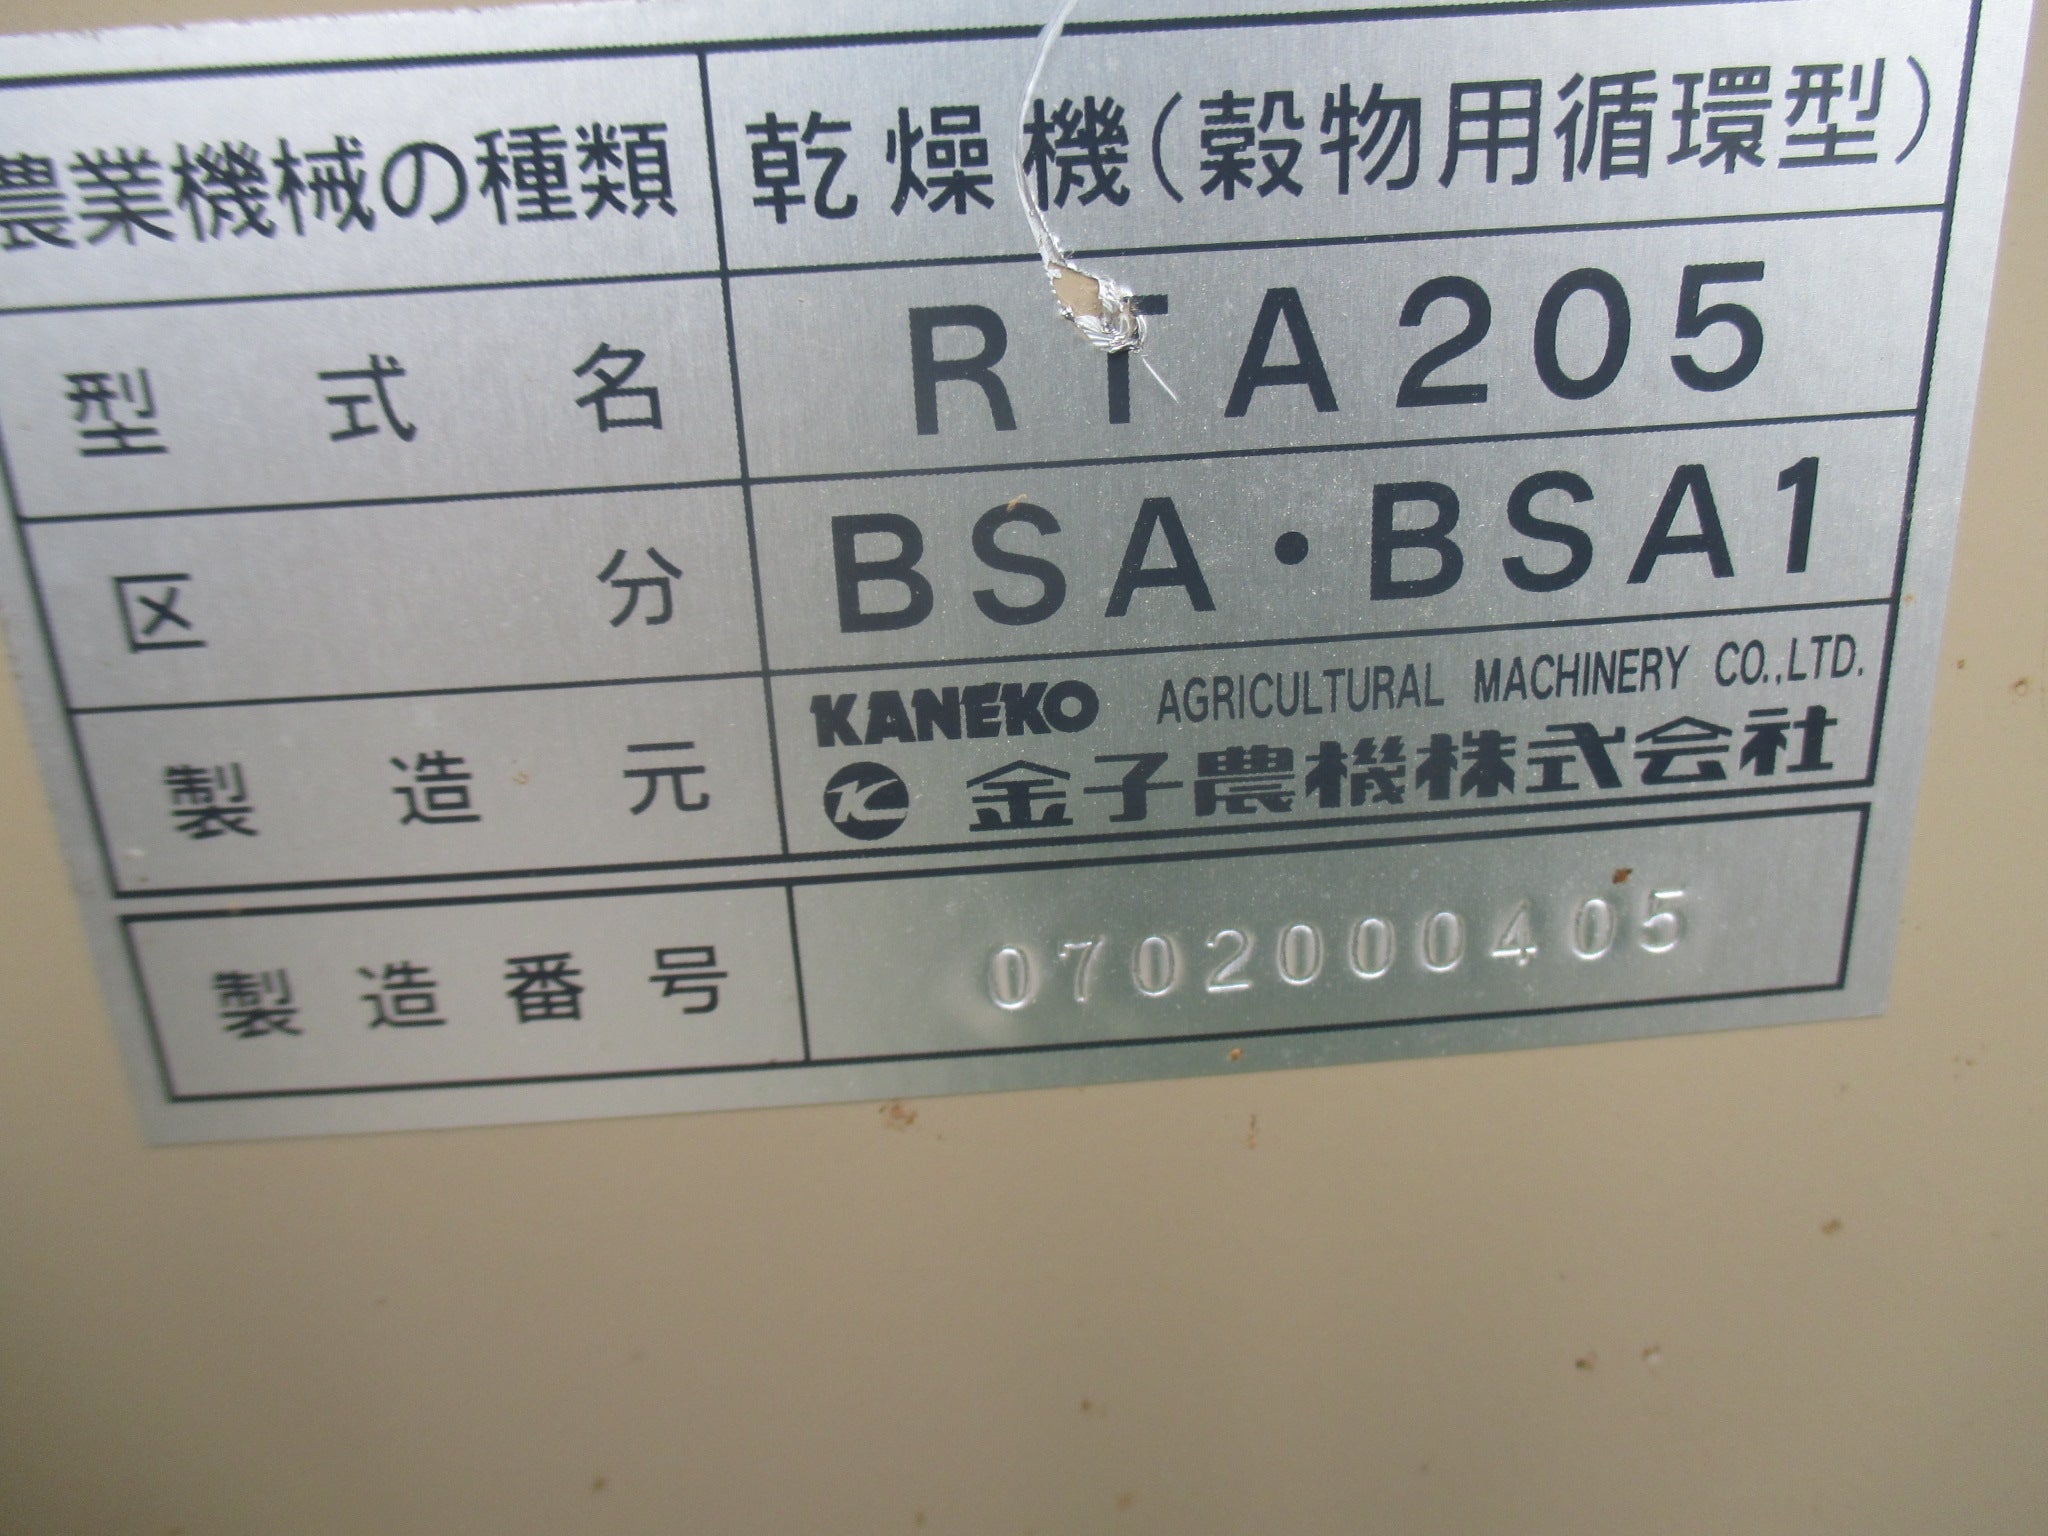 農業機械の種類 乾燥機(穀物用循環型)
型式名 RTA205
区分 BSA・BSA1
製造元 KANEKO AGRICULTURAL MACHINERY CO.,LTD.
金子農機株式会社
製造番号 0702000405